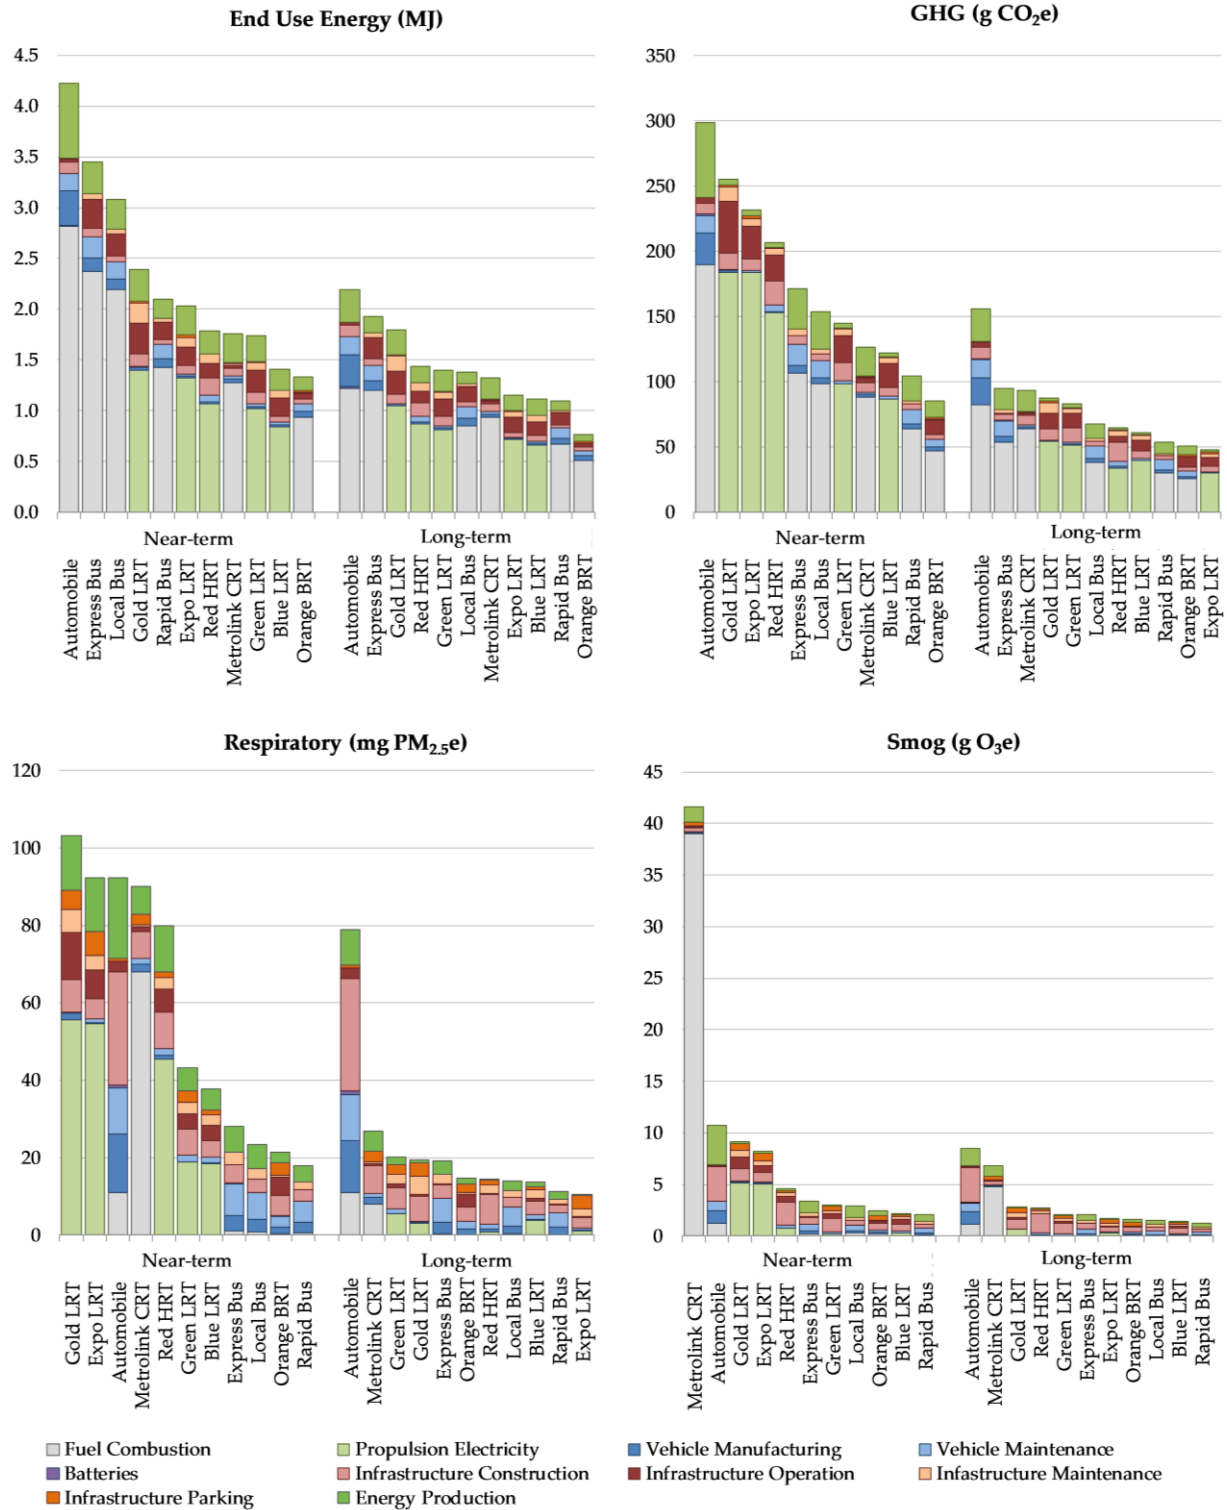 End Use Energy (MJ)
4.5
4.0
3.5
3.0
2.5
2.0
1.5
1.0
0.5
0.0
Near-term
Long-term
Automobile
Express Bus
Local Bus
Gold LRT
Rapid Bus
Expo LRT
Red HRT
Metrolink CRT
Green LRT
Blue LRT
Orange BRT
Automobile
Express Bus
Gold LRT
Red HRT
Green LRT
Local Bus
Metrolink CRT
Expo LRT
Blue LRT
Rapid Bus
Orange BRT
GHG (g CO₂e)
350
300
250
200
150
100
50
0
Near-term
Long-term
Automobile
Gold LRT
Expo LRT
Red HRT
Express Bus
Local Bus
Green LRT
Metrolink CRT
Blue LRT
Rapid Bus
Orange BRT
Automobile
Express Bus
Metrolink CRT
Gold LRT
Green LRT
Local Bus
Red HRT
Blue LRT
Rapid Bus
Orange BRT
Expo LRT
Respiratory (mg PM₂.₅e)
120
100
80
60
40
20
0
Near-term
Long-term
Gold LRT
Expo LRT
Automobile
Metrolink CRT
Red HRT
Green LRT
Blue LRT
Express Bus
Local Bus
Orange BRT
Rapid Bus
Automobile
Metrolink CRT
Green LRT
Gold LRT
Express Bus
Orange BRT
Red HRT
Local Bus
Blue LRT
Rapid Bus
Expo LRT
Smog (g O₃e)
45
40
35
30
25
20
15
10
5
0
Near-term
Long-term
Metrolink CRT
Automobile
Gold LRT
Expo LRT
Red HRT
Express Bus
Green LRT
Local Bus
Orange BRT
Blue LRT
Rapid Bus
Automobile
Metrolink CRT
Gold LRT
Red HRT
Green LRT
Express Bus
Expo LRT
Orange BRT
Local Bus
Blue LRT
Rapid Bus
Fuel Combustion
Propulsion Electricity
Vehicle Manufacturing
Vehicle Maintenance
Batteries
Infrastructure Construction
Infrastructure Operation
Infastructure Maintenance
Infrastructure Parking
Energy Production